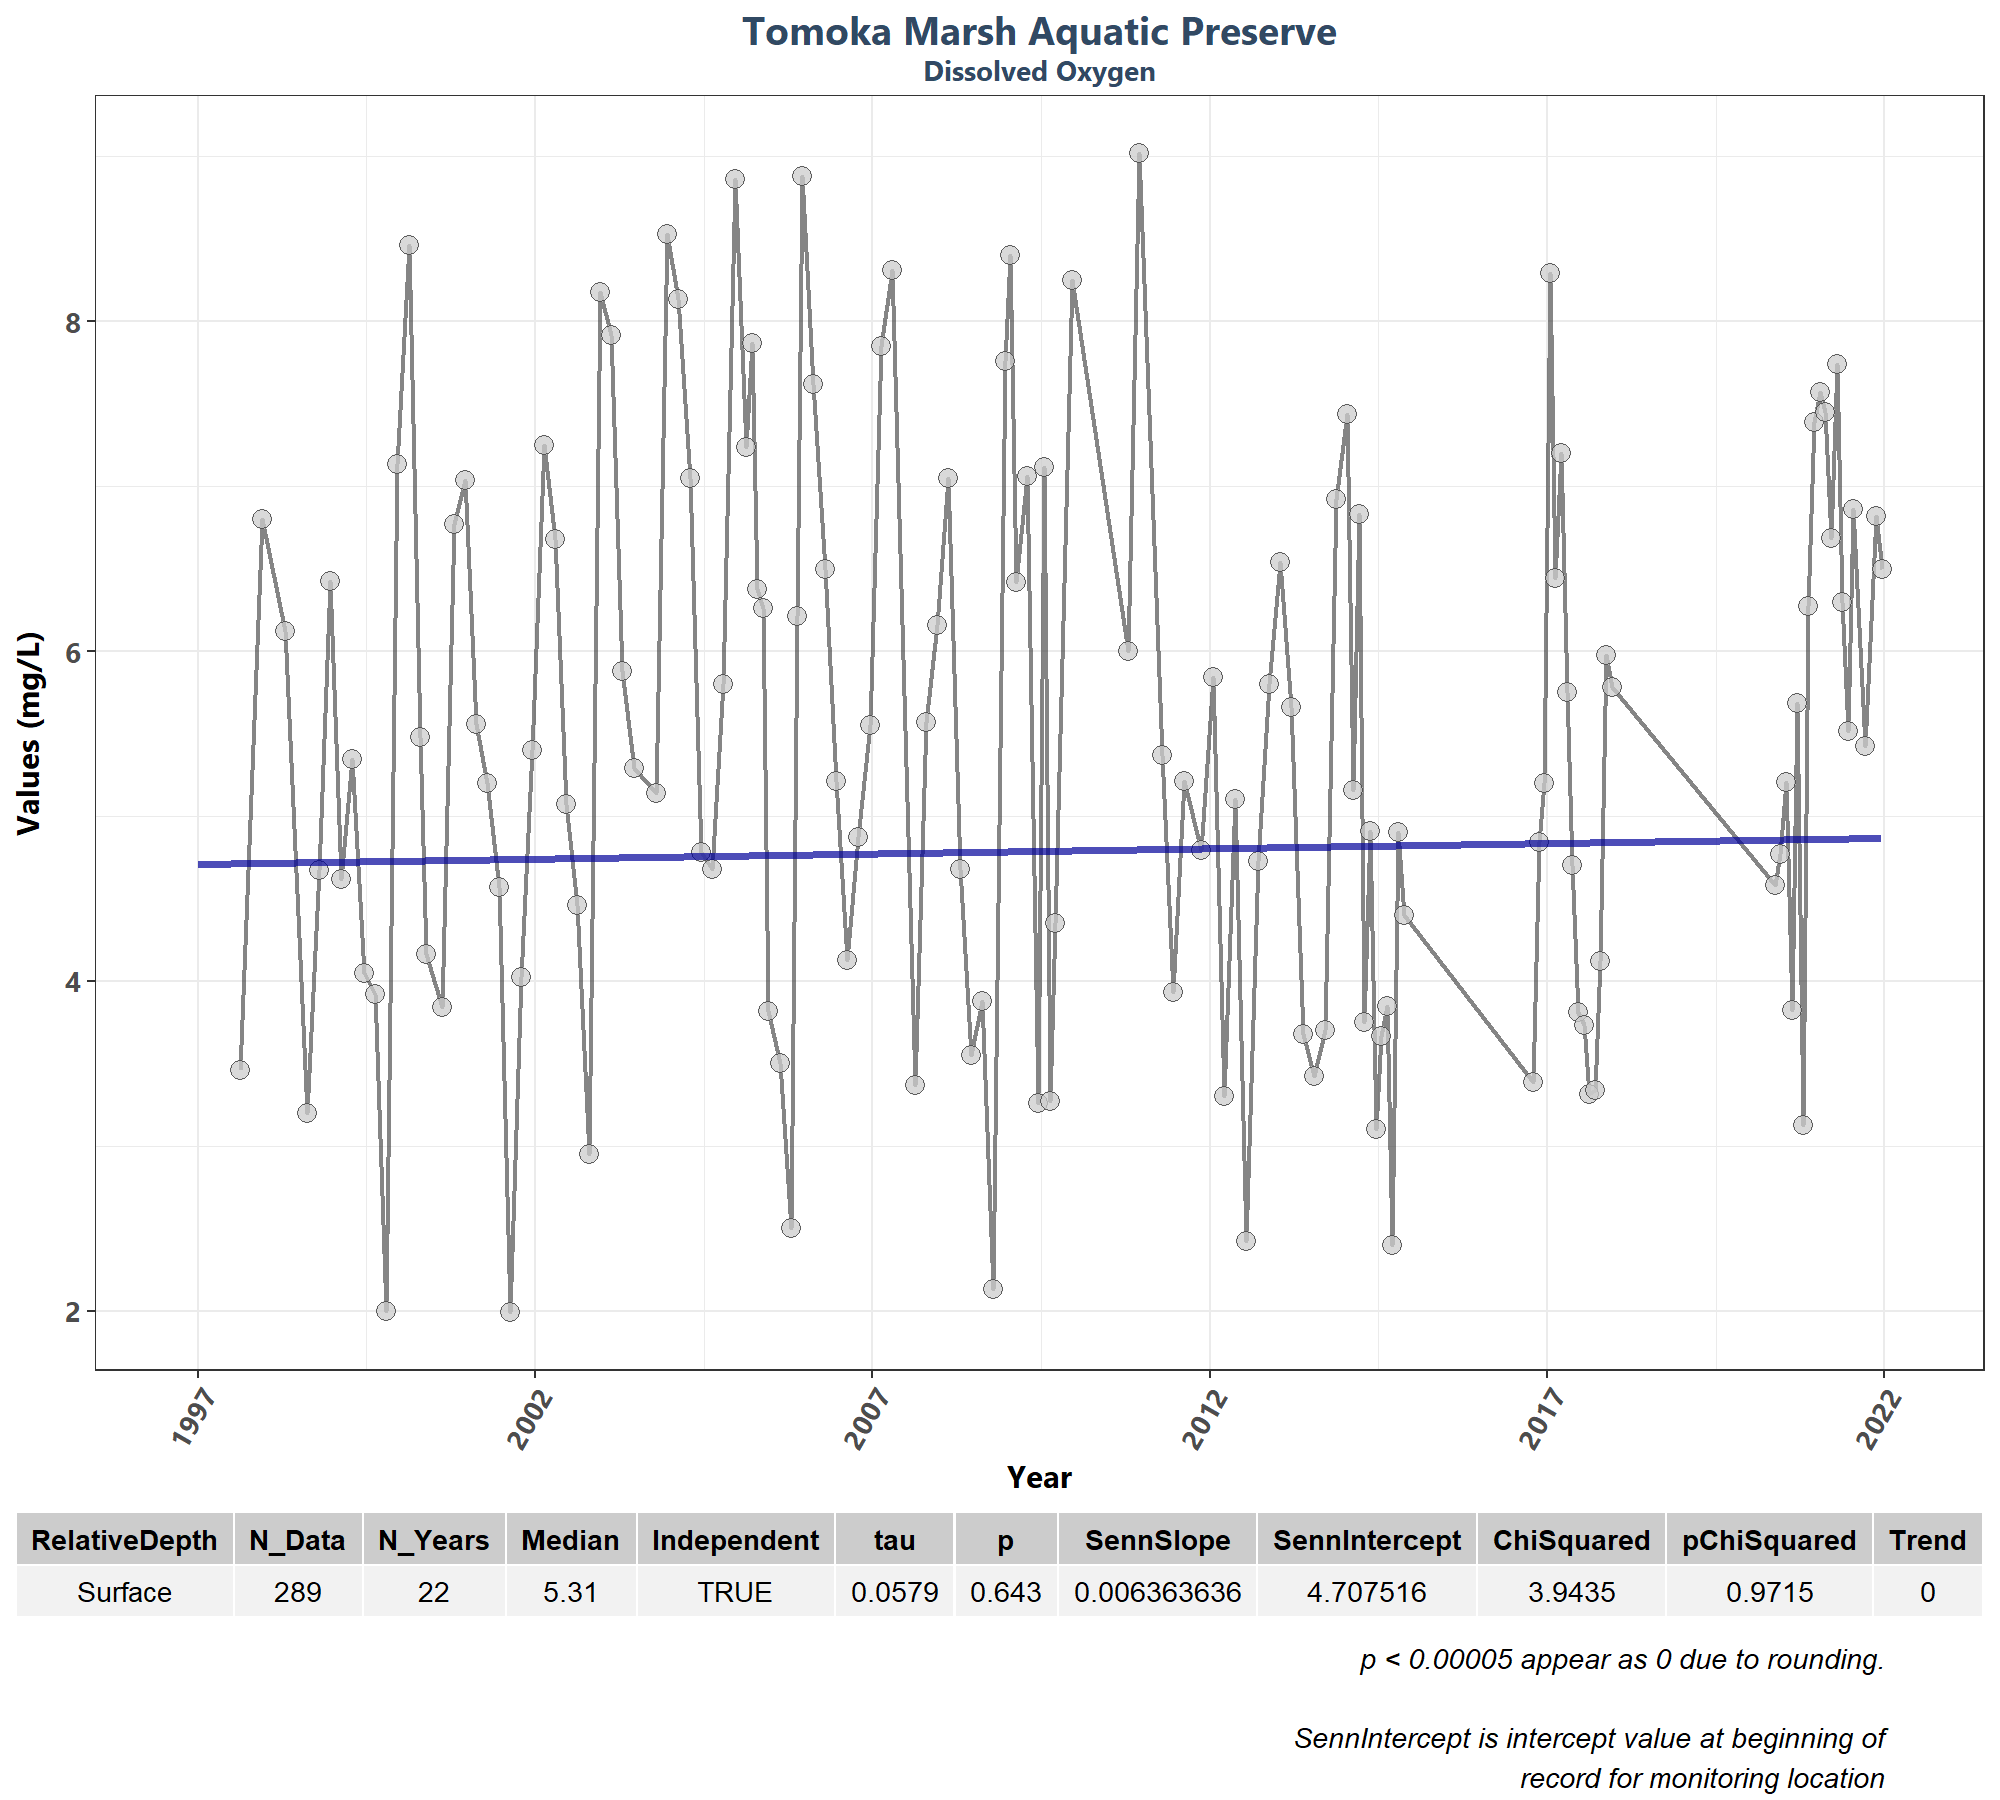 Tomoka Marsh Aquatic Preserve
Dissolved Oxygen
Values (mg/L)
8
6
4
2
1997
2002
2007
2012
2017
2022
Year
RelativeDepth N_Data N_Years Median Independent tau p SennSlope SennIntercept ChiSquared pChiSquared Trend
Surface 289 22 5.31 TRUE 0.0579 0.643 0.006363636 4.707516 3.9435 0.9715 0
p < 0.00005 appear as 0 due to rounding.
SennIntercept is intercept value at beginning of
record for monitoring location